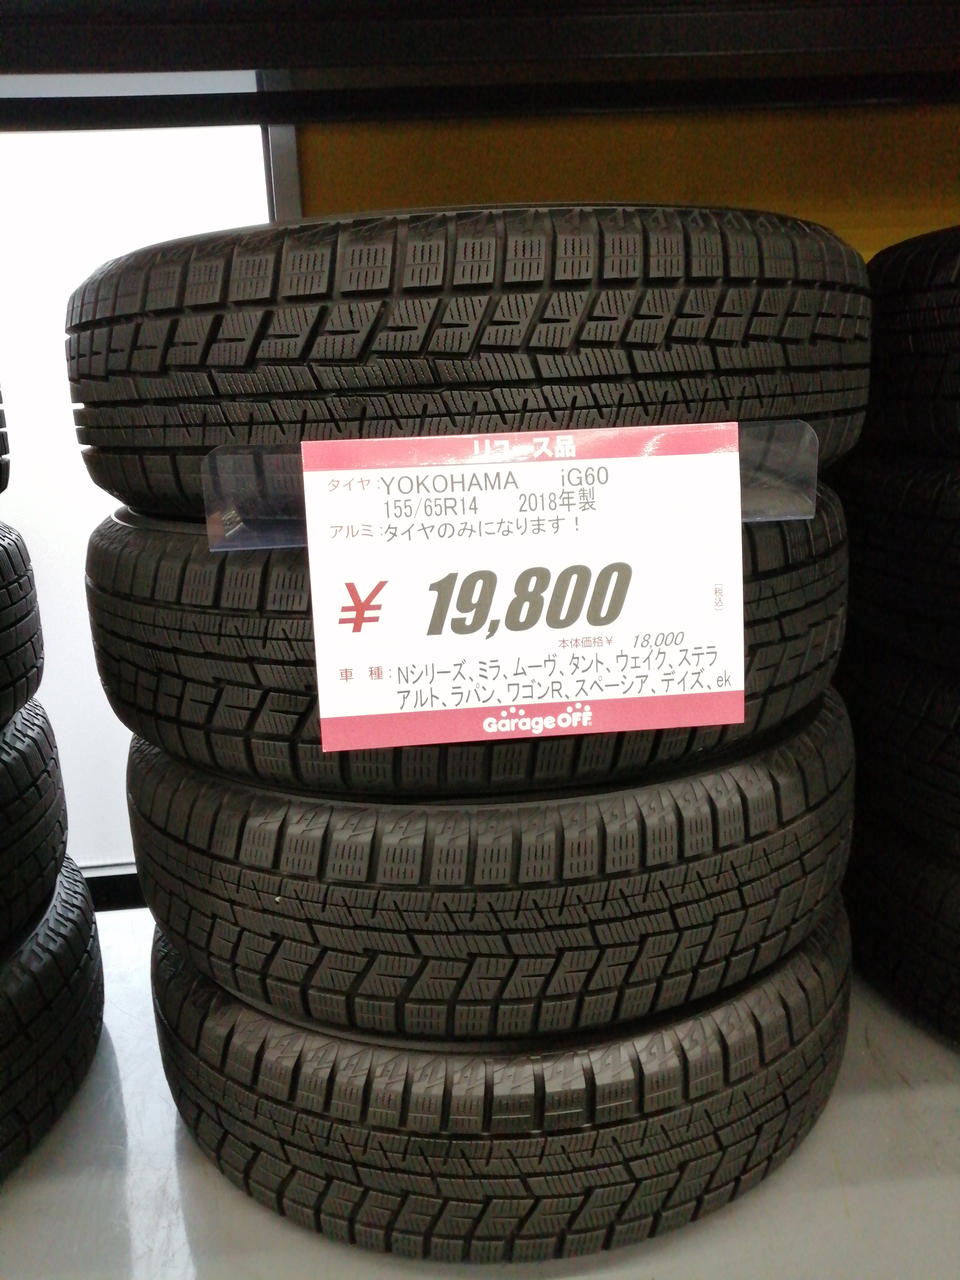 リユース品
タイヤ:YOKOHAMA iG60
155/65R14 2018年製
アルミ:タイヤのみになります!
¥ 19,800 (税込)
本体価格¥ 18,000
車種:Nシリーズ、ミラ、ムーヴ、タント、ウェイク、ステラ
アルト、ラパン、ワゴンR、スペーシア、デイズ、ek
GarageOFF